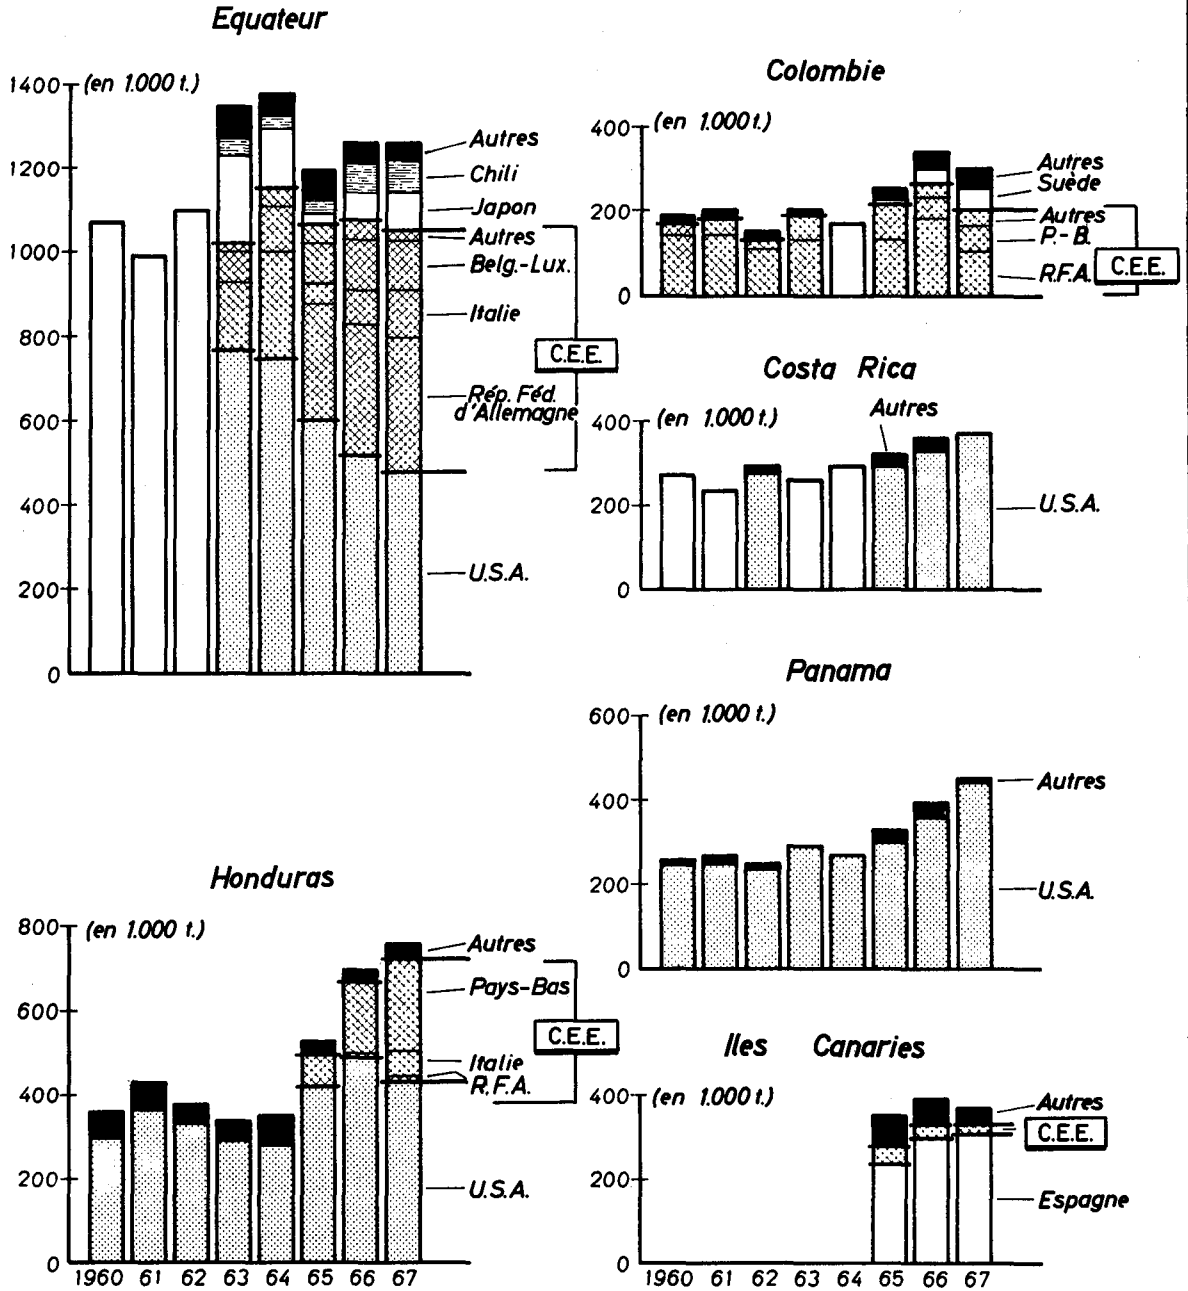 Equateur
(en 1.000 t.)
1400
1200
1000
800
600
400
200
0
Autres
Chili
Japon
Autres
Belg.-Lux.
Italie
C.E.E.
Rép. Féd.
d'Allemagne
U.S.A.
Colombie
(en 1.000 t.)
400
200
0
Autres
Suède
Autres
P.-B.
R.F.A.
C.E.E.
Costa Rica
(en 1.000 t.)
400
200
0
Autres
U.S.A.
Panama
(en 1.000 t.)
600
400
200
0
Autres
U.S.A.
Honduras
(en 1.000 t.)
800
600
400
200
0
Autres
Pays-Bas
C.E.E.
Italie
R.F.A.
U.S.A.
1960 61 62 63 64 65 66 67
Iles Canaries
(en 1.000 t.)
400
200
0
Autres
C.E.E.
Espagne
1960 61 62 63 64 65 66 67